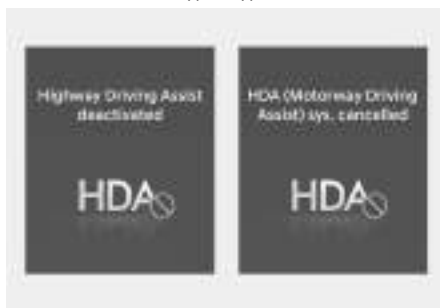 Highway Driving Assist
deactivated
HDA
HDA (Motorway Driving
Assist) sys. cancelled
HDA